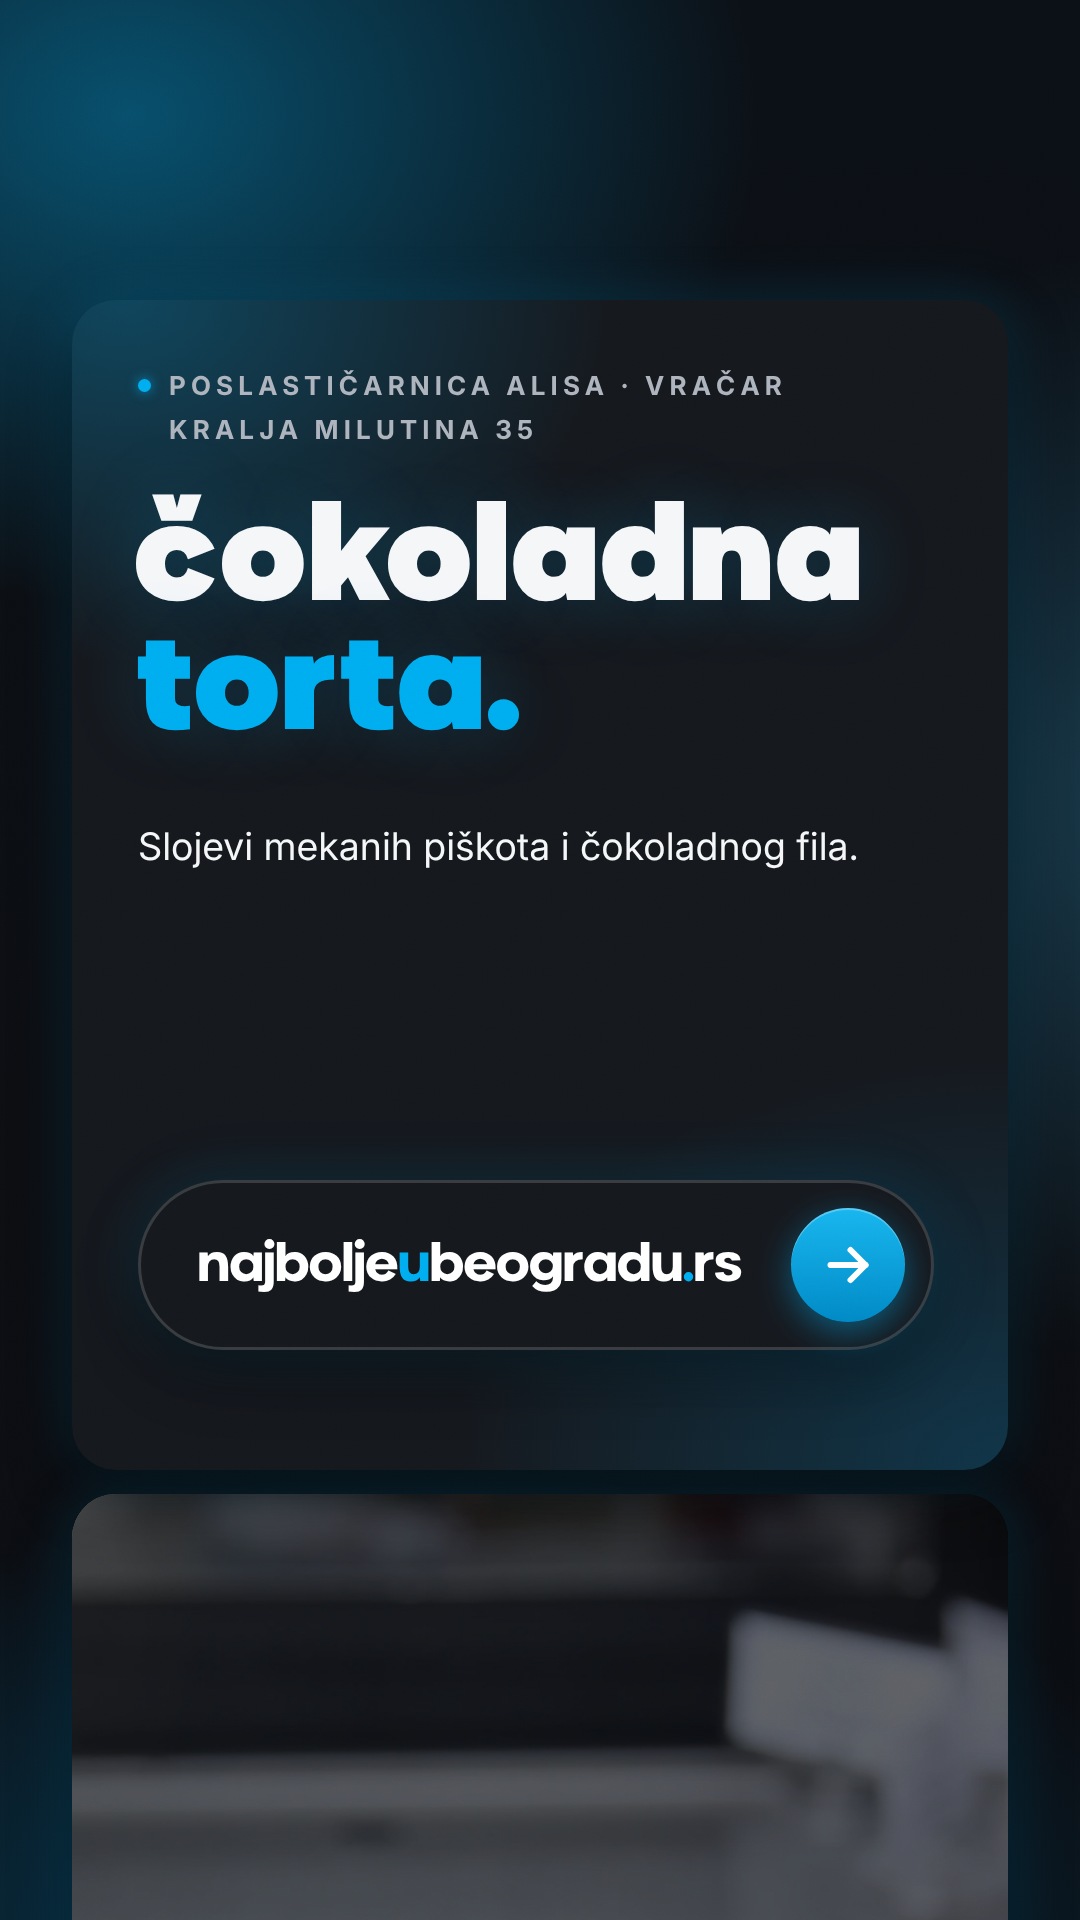 POSLASTIČARNICA ALISA · VRAČAR
KRALJA MILUTINA 35
čokoladna
torta.
Slojevi mekanih piškota i čokoladnog fila.
najboljeubeogradu.rs